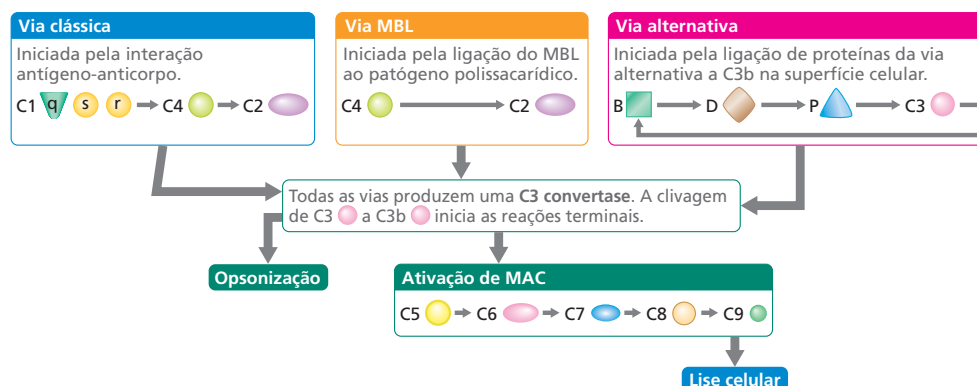 Via clássica
Iniciada pela interação
antígeno-anticorpo.
C1 q s r C4 C2
Via MBL
Iniciada pela ligação do MBL
ao patógeno polissacarídico.
C4 C2
Via alternativa
Iniciada pela ligação de proteínas da via
alternativa a C3b na superfície celular.
B D P C3
Todas as vias produzem uma C3 convertase. A clivagem
de C3 a C3b inicia as reações terminais.
Opsonização
Ativação de MAC
C5 C6 C7 C8 C9
Lise celular